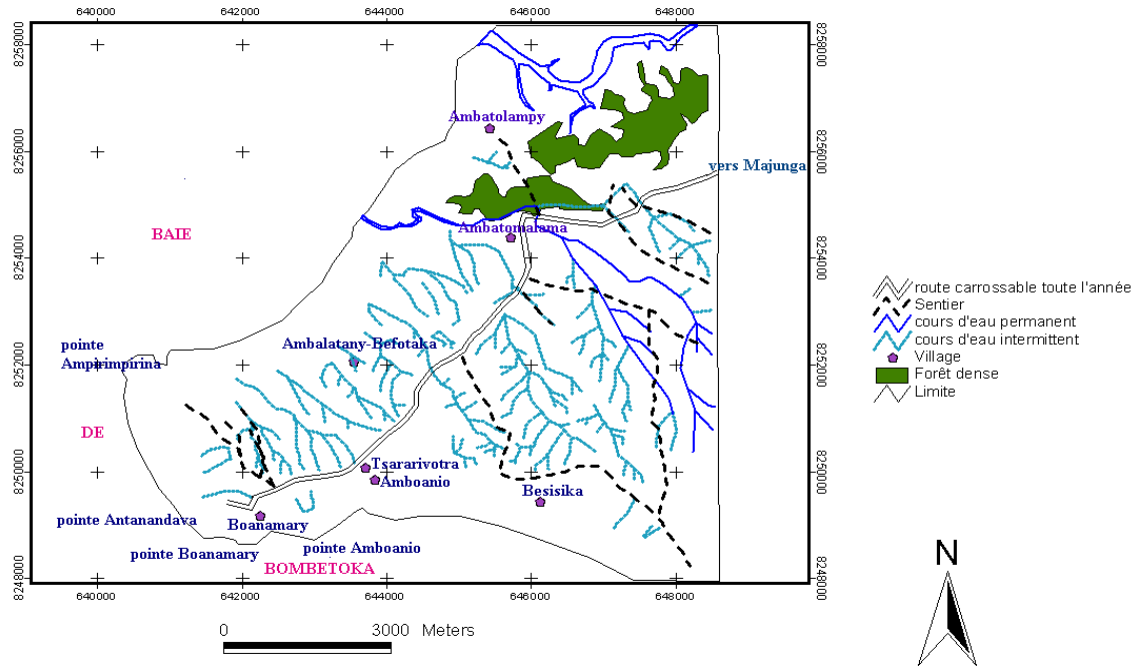 640000 642000 644000 646000 648000
8258000 8258000
Ambatolampy
8256000 8256000
vers Majunga
BAIE
Ambatomalama
8254000 8254000
route carrossable toute l'année
Sentier
cours d'eau permanent
cours d'eau intermittent
Village
Forêt dense
Limite
pointe
Ampirimpirina
Ambalatany-Befotaka
8252000 8252000
DE
Tsararivotra
8250000 8250000
Amboanio
Besisika
pointe Antanandava
Boanamary
pointe Boanamary
pointe Amboanio
BOMBETOKA
8248000 8248000
640000 642000 644000 646000 648000
N
0 3000 Meters